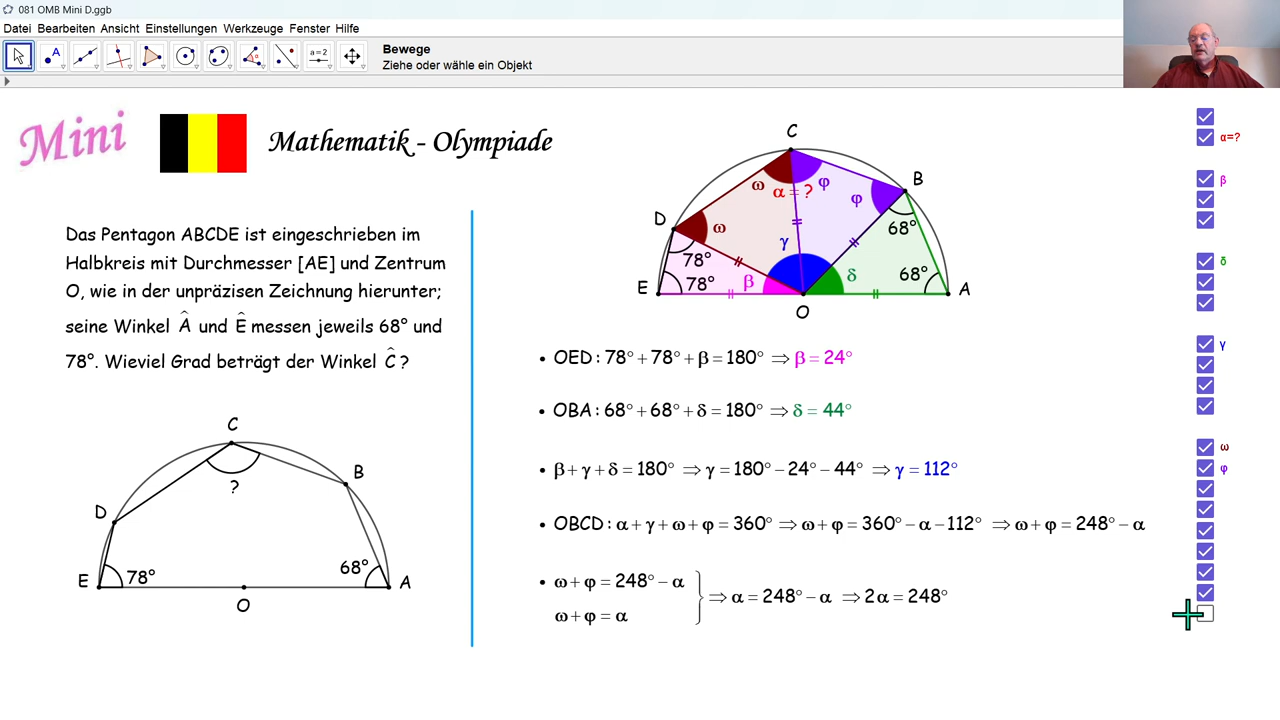 081 OMB Mini D.ggb
Datei Bearbeiten Ansicht Einstellungen Werkzeuge Fenster Hilfe
A
a=2
Bewege
Ziehe oder wähle ein Objekt
Mini
Mathematik - Olympiade
Das Pentagon ABCDE ist eingeschrieben im
Halbkreis mit Durchmesser [AE] und Zentrum
O, wie in der unpräzisen Zeichnung hierunter;
seine Winkel Â und Ê messen jeweils 68° und
78°. Wieviel Grad beträgt der Winkel Ĉ ?
C
B
?
D
E 78° 68° A
O
C
ω α = ? φ
B
φ
D ω 68°
γ
78°
E 78° β δ 68° A
O
• OED : 78° + 78° + β = 180° ⇒ β = 24°
• OBA : 68° + 68° + δ = 180° ⇒ δ = 44°
• β + γ + δ = 180° ⇒ γ = 180° − 24° − 44° ⇒ γ = 112°
• OBCD : α + γ + ω + φ = 360° ⇒ ω + φ = 360° − α − 112° ⇒ ω + φ = 248° − α
• ω + φ = 248° − α
ω + φ = α
} ⇒ α = 248° − α ⇒ 2α = 248°
α=?
β
δ
γ
ω
φ